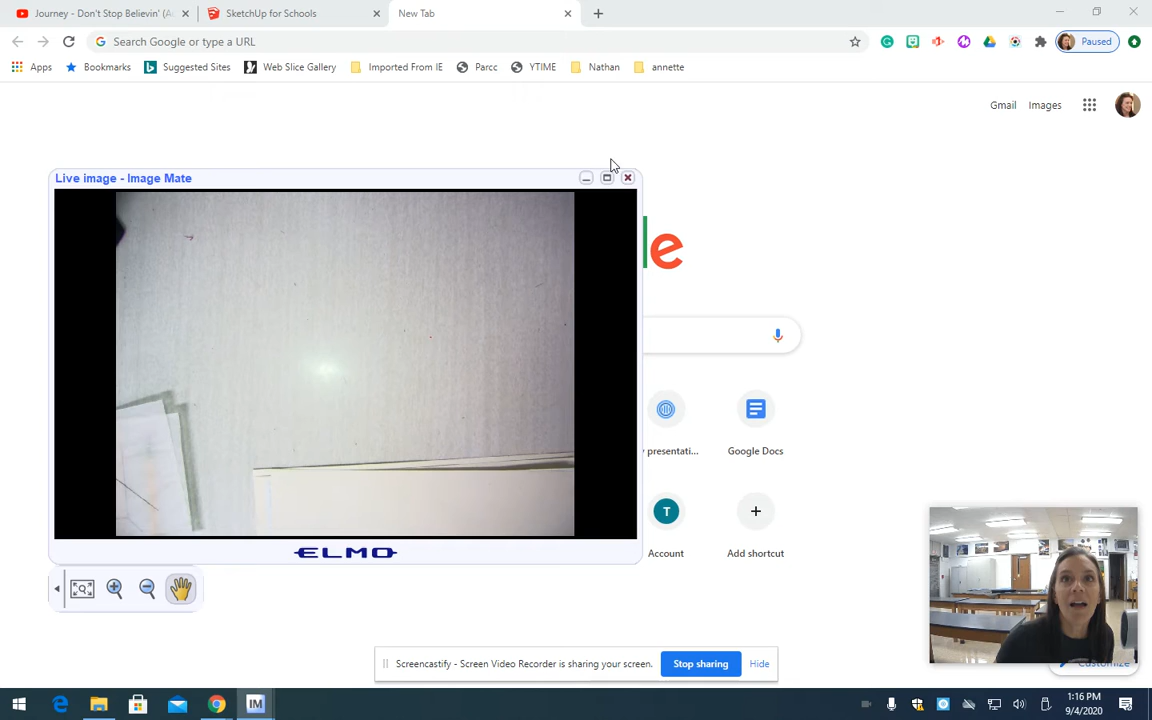 Journey - Don't Stop Believin' (A
SketchUp for Schools
New Tab
Search Google or type a URL
Paused
Apps
Bookmarks
Suggested Sites
Web Slice Gallery
Imported From IE
Parcc
YTIME
Nathan
annette
Gmail
Images
Live image - Image Mate
le
presentati...
Google Docs
T
Account
Add shortcut
ELMO
Screencastify - Screen Video Recorder is sharing your screen.
Stop sharing
Hide
Customize
IM
1:16 PM
9/4/2020